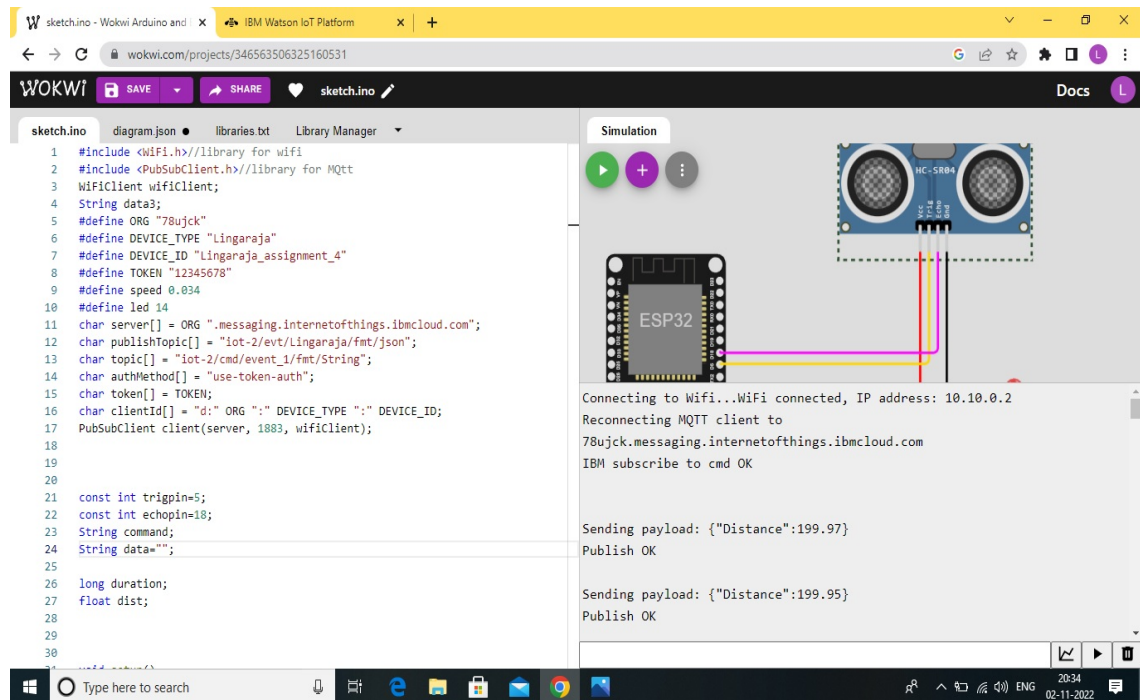 sketch.ino - Wokwi Arduino and
IBM Watson IoT Platform
wokwi.com/projects/346563506325160531
L
WOKWi
SAVE
SHARE
sketch.ino
Docs
L
sketch.ino
diagram.json
libraries.txt
Library Manager
1 #include <WiFi.h>//library for wifi
2 #include <PubSubClient.h>//library for MQtt
3 WiFiClient wifiClient;
4 String data3;
5 #define ORG "78ujck"
6 #define DEVICE_TYPE "Lingaraja"
7 #define DEVICE_ID "Lingaraja_assignment_4"
8 #define TOKEN "12345678"
9 #define speed 0.034
10 #define led 14
11 char server[] = ORG ".messaging.internetofthings.ibmcloud.com";
12 char publishTopic[] = "iot-2/evt/Lingaraja/fmt/json";
13 char topic[] = "iot-2/cmd/event_1/fmt/String";
14 char authMethod[] = "use-token-auth";
15 char token[] = TOKEN;
16 char clientId[] = "d:" ORG ":" DEVICE_TYPE ":" DEVICE_ID;
17 PubSubClient client(server, 1883, wifiClient);
18
19
20
21 const int trigpin=5;
22 const int echopin=18;
23 String command;
24 String data="";
25
26 long duration;
27 float dist;
28
29
30
Simulation
HC-SR04
Vcc
Trig
Echo
Gnd
ESP32
Connecting to Wifi...WiFi connected, IP address: 10.10.0.2
Reconnecting MQTT client to
78ujck.messaging.internetofthings.ibmcloud.com
IBM subscribe to cmd OK
Sending payload: {"Distance":199.97}
Publish OK
Sending payload: {"Distance":199.95}
Publish OK
Type here to search
ENG
20:34
02-11-2022